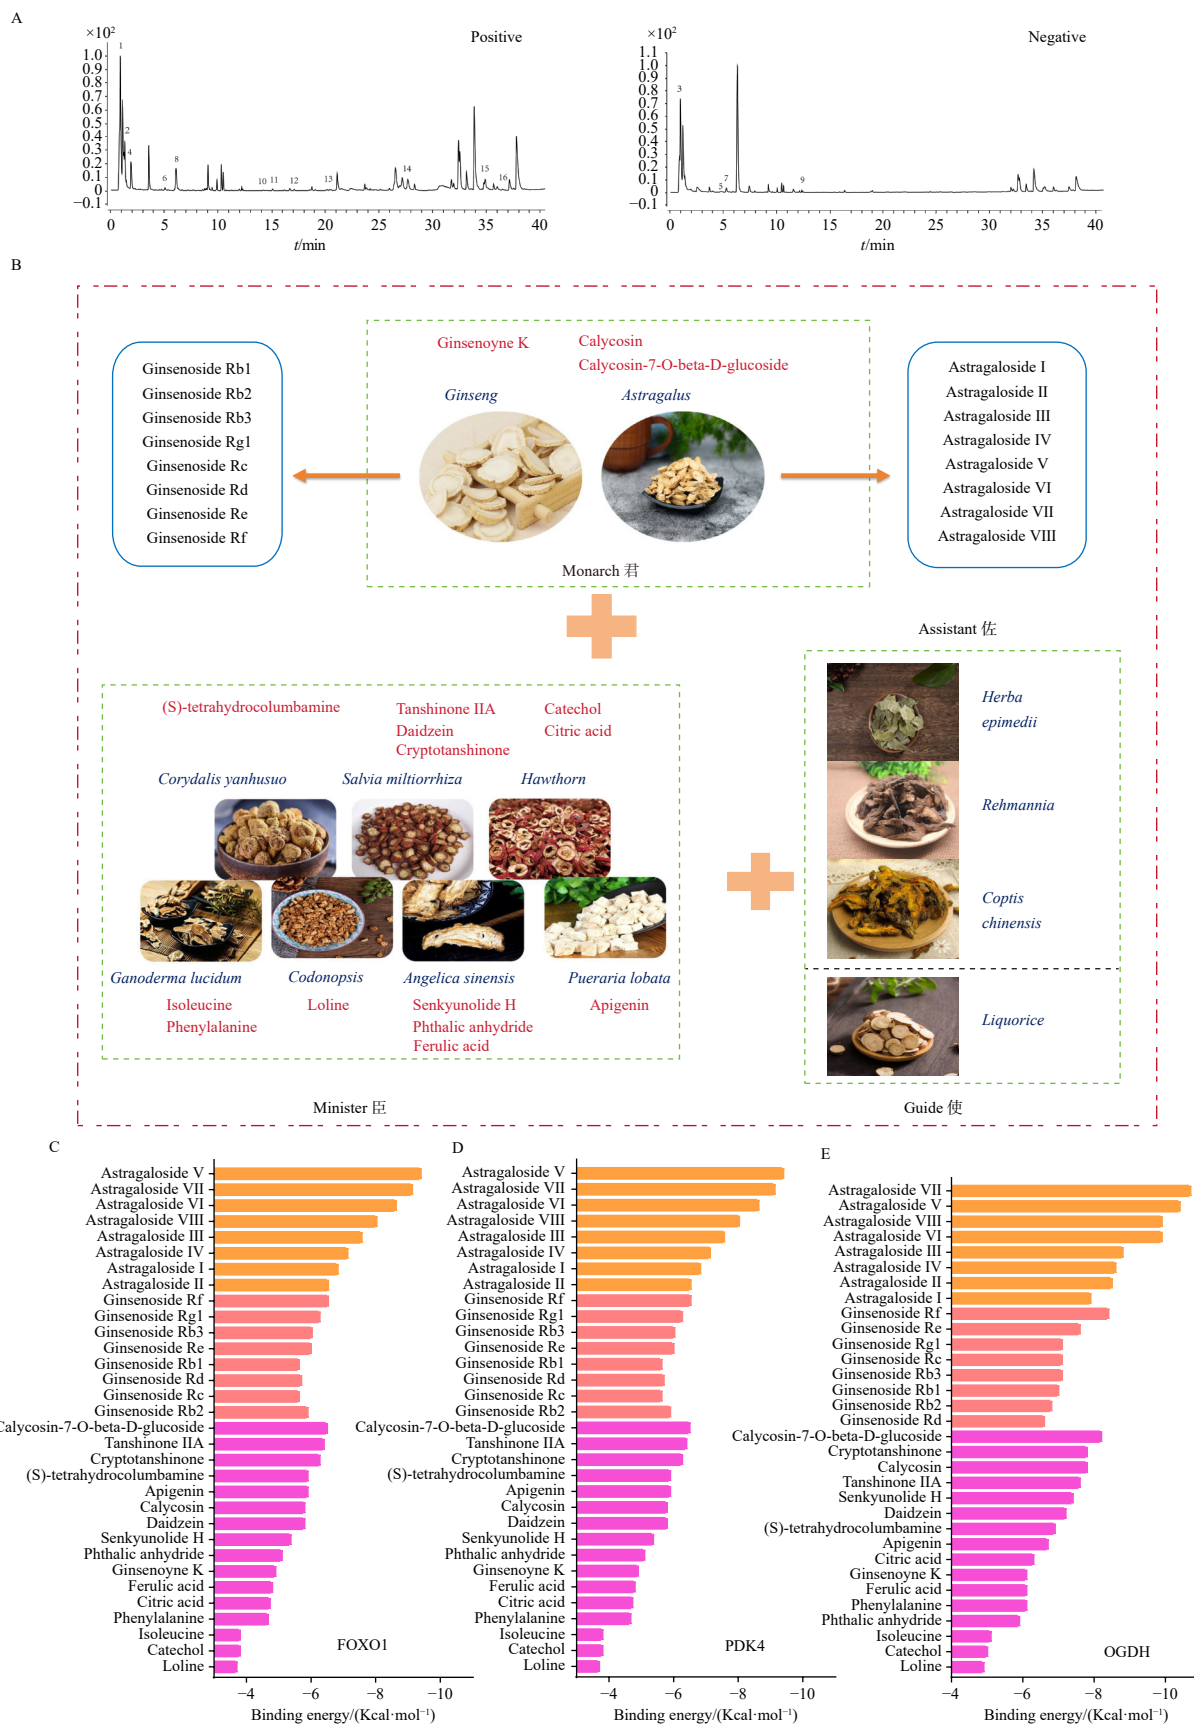 A
×10²
Positive
1
1.0
0.9
0.8
0.7
0.6
0.5
0.4
0.3
0.2
0.1
0
−0.1
2
4
6
8
10
11
12
13
14
15
16
0 5 10 15 20 25 30 35 40
t/min
×10²
Negative
1.1
1.0
0.9
0.8
0.7
0.6
0.5
0.4
0.3
0.2
0.1
0
−0.1
3
5
7
9
0 5 10 15 20 25 30 35 40
t/min
B
Ginsenoside Rb1
Ginsenoside Rb2
Ginsenoside Rb3
Ginsenoside Rg1
Ginsenoside Rc
Ginsenoside Rd
Ginsenoside Re
Ginsenoside Rf
Ginsenoyne K
Calycosin
Calycosin-7-O-beta-D-glucoside
Ginseng
Astragalus
Monarch 君
Astragaloside I
Astragaloside II
Astragaloside III
Astragaloside IV
Astragaloside V
Astragaloside VI
Astragaloside VII
Astragaloside VIII
(S)-tetrahydrocolumbamine
Tanshinone IIA
Daidzein
Cryptotanshinone
Catechol
Citric acid
Corydalis yanhusuo
Salvia miltiorrhiza
Hawthorn
Ganoderma lucidum
Codonopsis
Angelica sinensis
Pueraria lobata
Isoleucine
Phenylalanine
Loline
Senkyunolide H
Phthalic anhydride
Ferulic acid
Apigenin
Minister 臣
Assistant 佐
Herba
epimedii
Rehmannia
Coptis
chinensis
Liquorice
Guide 使
C
Astragaloside V
Astragaloside VII
Astragaloside VI
Astragaloside VIII
Astragaloside III
Astragaloside IV
Astragaloside I
Astragaloside II
Ginsenoside Rf
Ginsenoside Rg1
Ginsenoside Rb3
Ginsenoside Re
Ginsenoside Rb1
Ginsenoside Rd
Ginsenoside Rc
Ginsenoside Rb2
Calycosin-7-O-beta-D-glucoside
Tanshinone IIA
Cryptotanshinone
(S)-tetrahydrocolumbamine
Apigenin
Calycosin
Daidzein
Senkyunolide H
Phthalic anhydride
Ginsenoyne K
Ferulic acid
Citric acid
Phenylalanine
Isoleucine
Catechol
Loline
FOXO1
−4 −6 −8 −10
Binding energy/(Kcal·mol⁻¹)
D
Astragaloside V
Astragaloside VII
Astragaloside VI
Astragaloside VIII
Astragaloside III
Astragaloside IV
Astragaloside I
Astragaloside II
Ginsenoside Rf
Ginsenoside Rg1
Ginsenoside Rb3
Ginsenoside Re
Ginsenoside Rb1
Ginsenoside Rd
Ginsenoside Rc
Ginsenoside Rb2
Calycosin-7-O-beta-D-glucoside
Tanshinone IIA
Cryptotanshinone
(S)-tetrahydrocolumbamine
Apigenin
Calycosin
Daidzein
Senkyunolide H
Phthalic anhydride
Ginsenoyne K
Ferulic acid
Citric acid
Phenylalanine
Isoleucine
Catechol
Loline
PDK4
−4 −6 −8 −10
Binding energy/(Kcal·mol⁻¹)
E
Astragaloside VII
Astragaloside V
Astragaloside VIII
Astragaloside VI
Astragaloside III
Astragaloside IV
Astragaloside II
Astragaloside I
Ginsenoside Rf
Ginsenoside Re
Ginsenoside Rg1
Ginsenoside Rc
Ginsenoside Rb3
Ginsenoside Rb1
Ginsenoside Rb2
Ginsenoside Rd
Calycosin-7-O-beta-D-glucoside
Cryptotanshinone
Calycosin
Tanshinone IIA
Senkyunolide H
Daidzein
(S)-tetrahydrocolumbamine
Apigenin
Citric acid
Ginsenoyne K
Ferulic acid
Phenylalanine
Phthalic anhydride
Isoleucine
Catechol
Loline
OGDH
−4 −6 −8 −10
Binding energy/(Kcal·mol⁻¹)